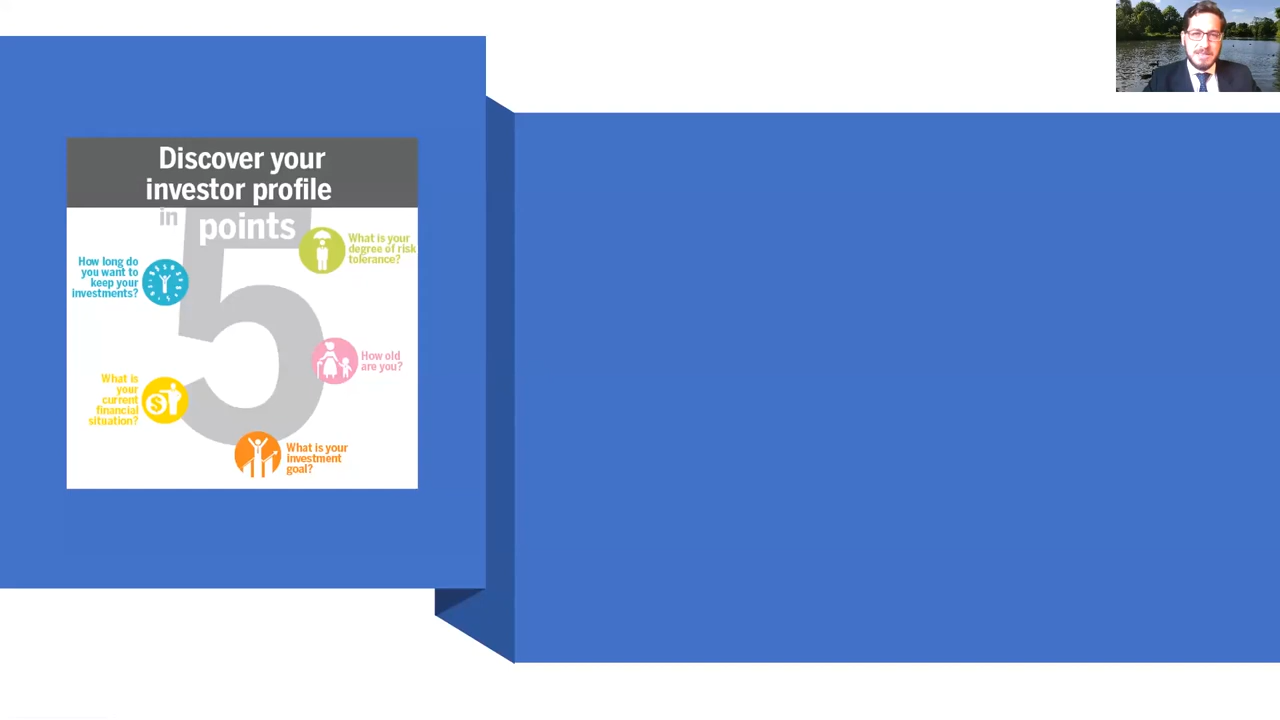 Discover your
investor profile
in points
5
What is your
degree of risk
tolerance?
How long do
you want to
keep your
investments?
How old
are you?
What is
your
current
financial
situation?
What is your
investment
goal?